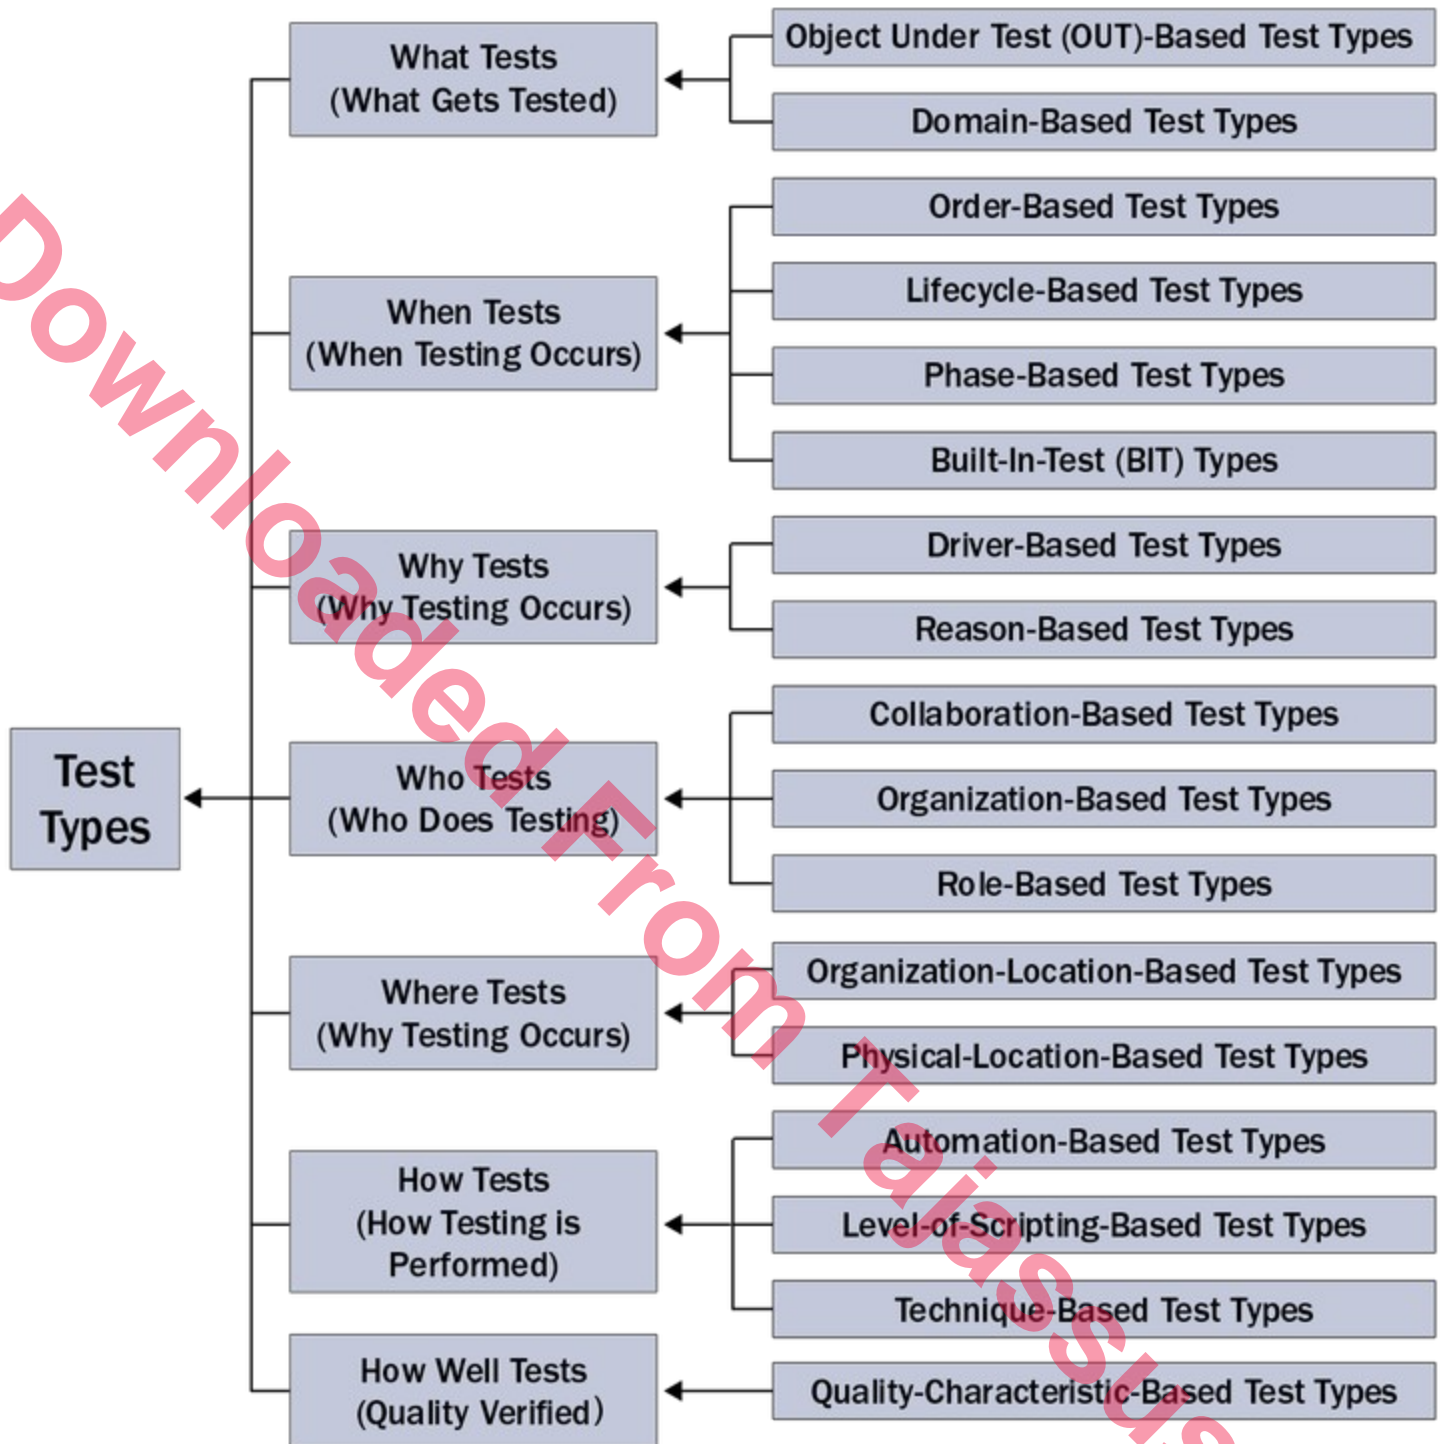 What Tests
(What Gets Tested)
Object Under Test (OUT)-Based Test Types
Domain-Based Test Types
When Tests
(When Testing Occurs)
Order-Based Test Types
Lifecycle-Based Test Types
Phase-Based Test Types
Built-In-Test (BIT) Types
Why Tests
(Why Testing Occurs)
Driver-Based Test Types
Reason-Based Test Types
Test
Types
Who Tests
(Who Does Testing)
Collaboration-Based Test Types
Organization-Based Test Types
Role-Based Test Types
Where Tests
(Why Testing Occurs)
Organization-Location-Based Test Types
Physical-Location-Based Test Types
How Tests
(How Testing is
Performed)
Automation-Based Test Types
Level-of-Scripting-Based Test Types
Technique-Based Test Types
How Well Tests
(Quality Verified)
Quality-Characteristic-Based Test Types
Downloaded From Tajassus